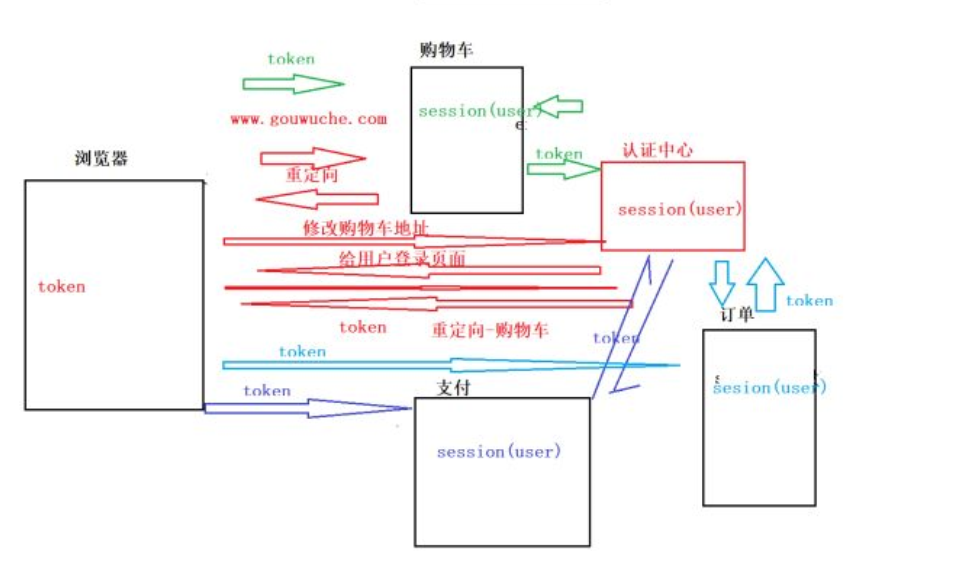 购物车
token
session(user)
www.gouwuche.com
token
认证中心
浏览器
重定向
session(user)
修改购物车地址
给用户登录页面
token
token
订单
token
重定向-购物车
token
token
sesion(user)
token
支付
session(user)